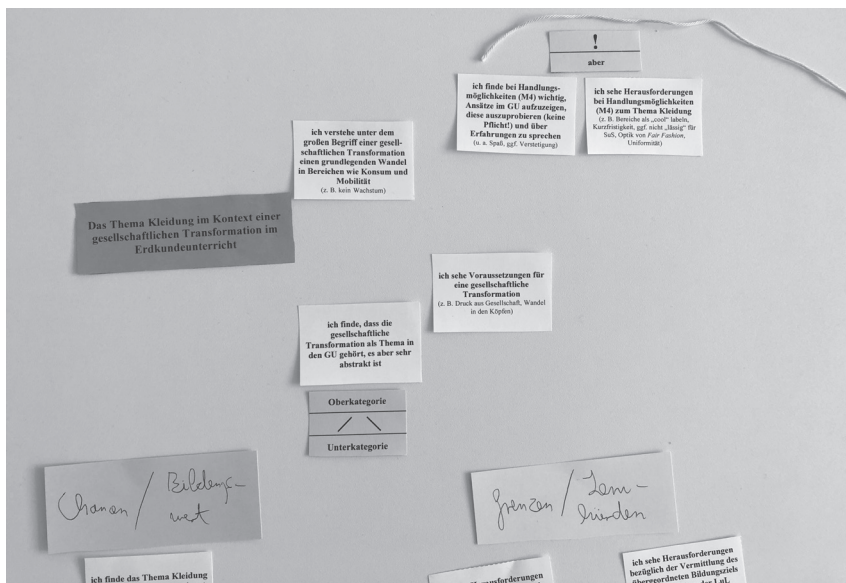 !
aber
ich finde bei Handlungs-
möglichkeiten (M4) wichtig,
Ansätze im GU aufzuzeigen,
diese auszuprobieren (keine
Pflicht!) und über
Erfahrungen zu sprechen
(u. a. Spaß, ggf. Verstetigung)
ich sehe Herausforderungen
bei Handlungsmöglichkeiten
(M4) zum Thema Kleidung
(z. B. Bereiche als „cool“ labeln,
Kurzfristigkeit, ggf. nicht „lässig“ für
SuS, Optik von Fair Fashion,
Uniformität)
ich verstehe unter dem
großen Begriff einer gesell-
schaftlichen Transformation
einen grundlegenden Wandel
in Bereichen wie Konsum und
Mobilität
(z. B. kein Wachstum)
Das Thema Kleidung im Kontext einer
gesellschaftlichen Transformation im
Erdkundeunterricht
ich sehe Voraussetzungen für
eine gesellschaftliche
Transformation
(z. B. Druck aus Gesellschaft, Wandel
in den Köpfen)
ich finde, dass die
gesellschaftliche
Transformation als Thema in
den GU gehört, es aber sehr
abstrakt ist
Oberkategorie
Unterkategorie
Chancen / Bildungs-
wert
Grenzen / Lern-
hürden
ich finde das Thema Kleidung
Herausforderungen
ich sehe Herausforderungen
bezüglich der Vermittlung des
übergeordneten Bildungsziels
der LuL